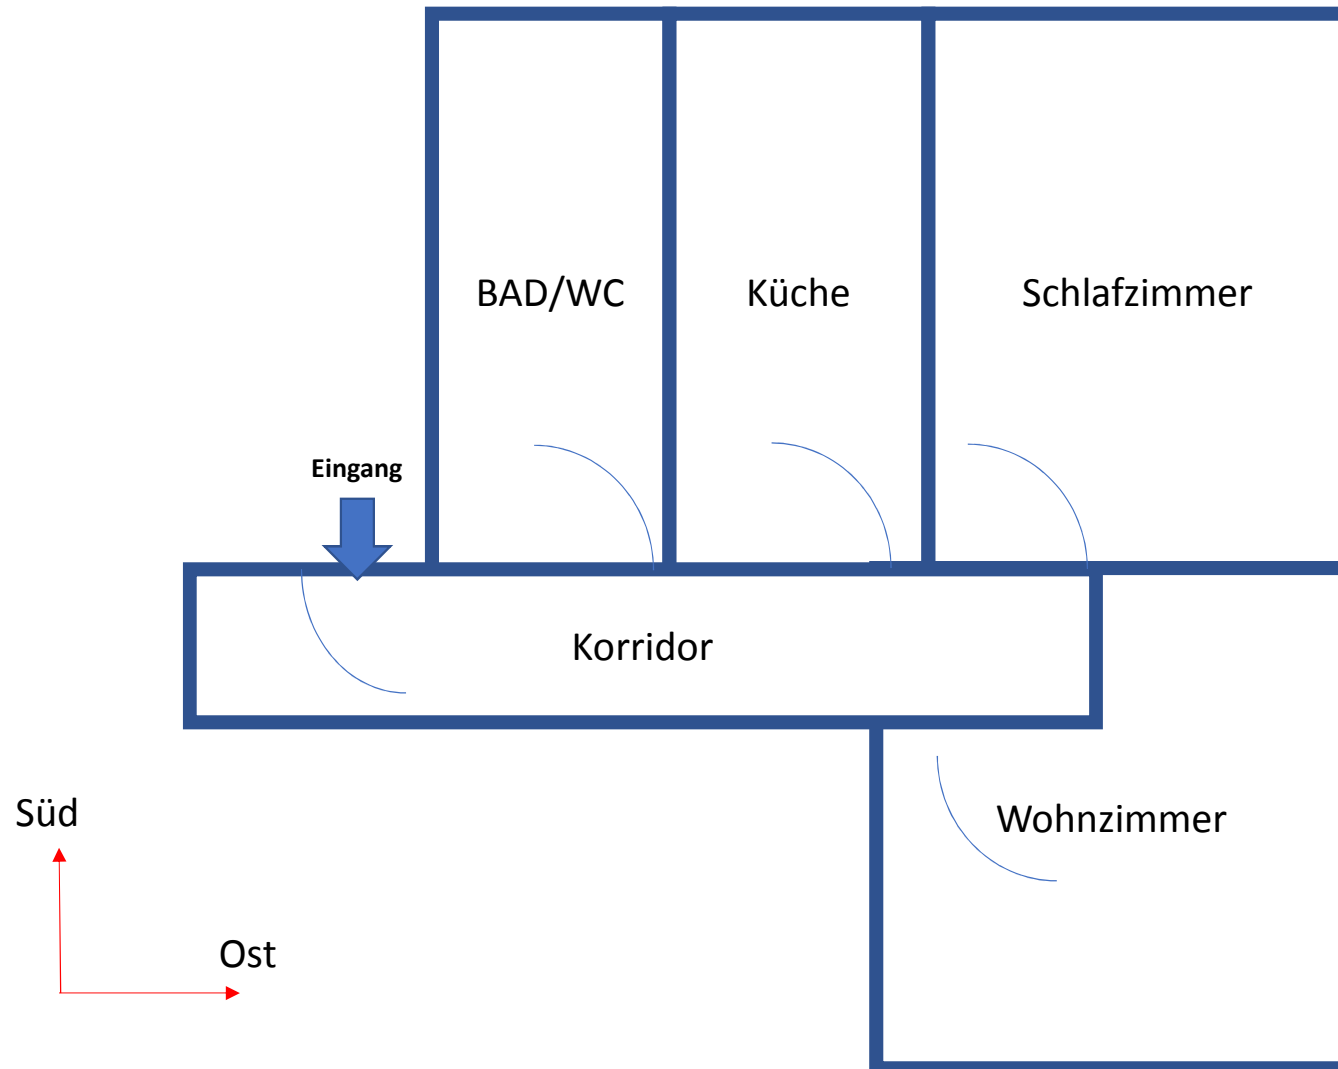 BAD/WC
Küche
Schlafzimmer
Eingang
Korridor
Süd
Wohnzimmer
Ost